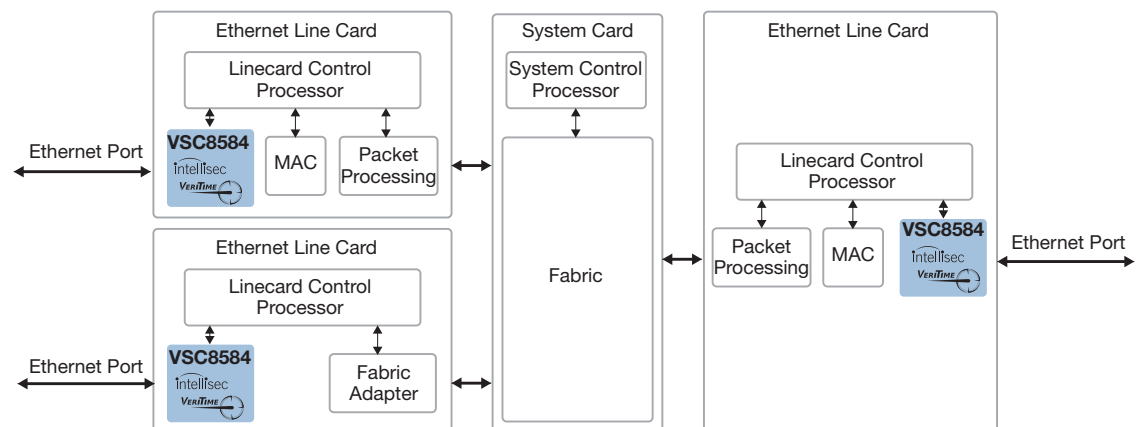 Ethernet Line Card
Linecard Control
Processor
VSC8584
intellisec
VERITIME
MAC
Packet
Processing
Ethernet Port
Ethernet Line Card
Linecard Control
Processor
VSC8584
intellisec
VERITIME
Fabric
Adapter
Ethernet Port
System Card
System Control
Processor
Fabric
Ethernet Line Card
Linecard Control
Processor
Packet
Processing
MAC
VSC8584
intellisec
VERITIME
Ethernet Port